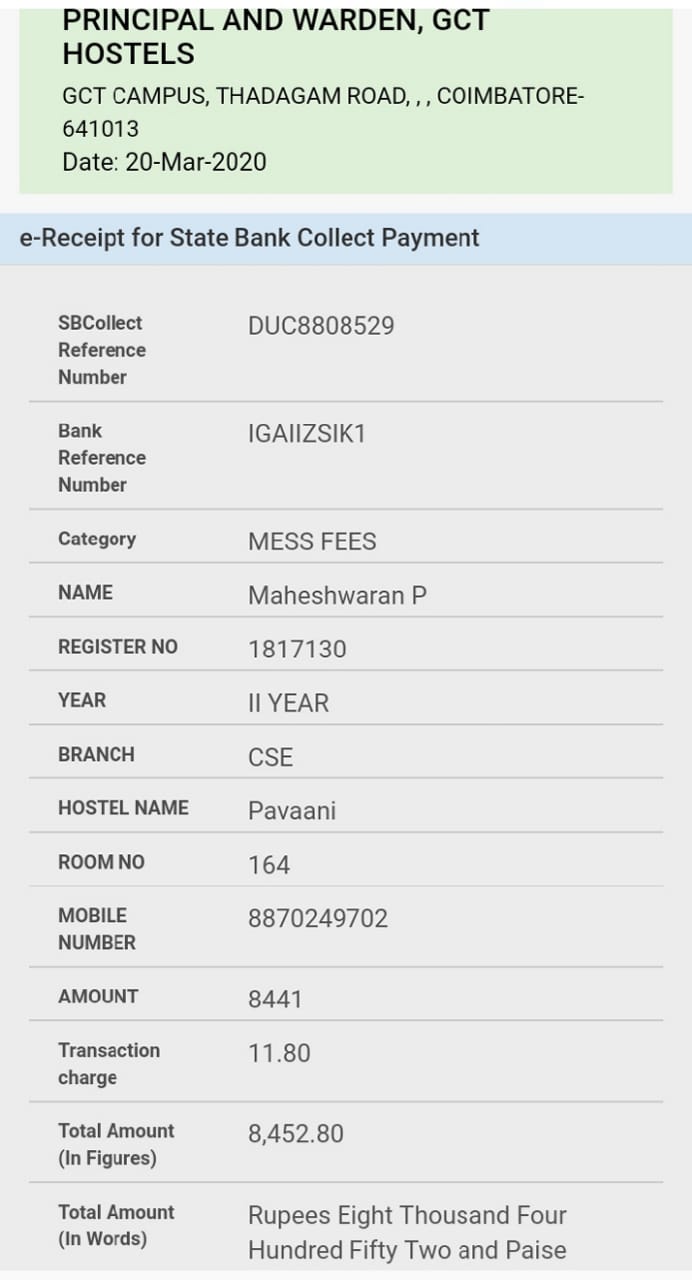 PRINCIPAL AND WARDEN, GCT
HOSTELS
GCT CAMPUS, THADAGAM ROAD, , , COIMBATORE-
641013
Date: 20-Mar-2020
e-Receipt for State Bank Collect Payment
SBCollect
Reference
Number
DUC8808529
Bank
Reference
Number
IGAIIZSIK1
Category
MESS FEES
NAME
Maheshwaran P
REGISTER NO
1817130
YEAR
II YEAR
BRANCH
CSE
HOSTEL NAME
Pavaani
ROOM NO
164
MOBILE
NUMBER
8870249702
AMOUNT
8441
Transaction
charge
11.80
Total Amount
(In Figures)
8,452.80
Total Amount
(In Words)
Rupees Eight Thousand Four
Hundred Fifty Two and Paise